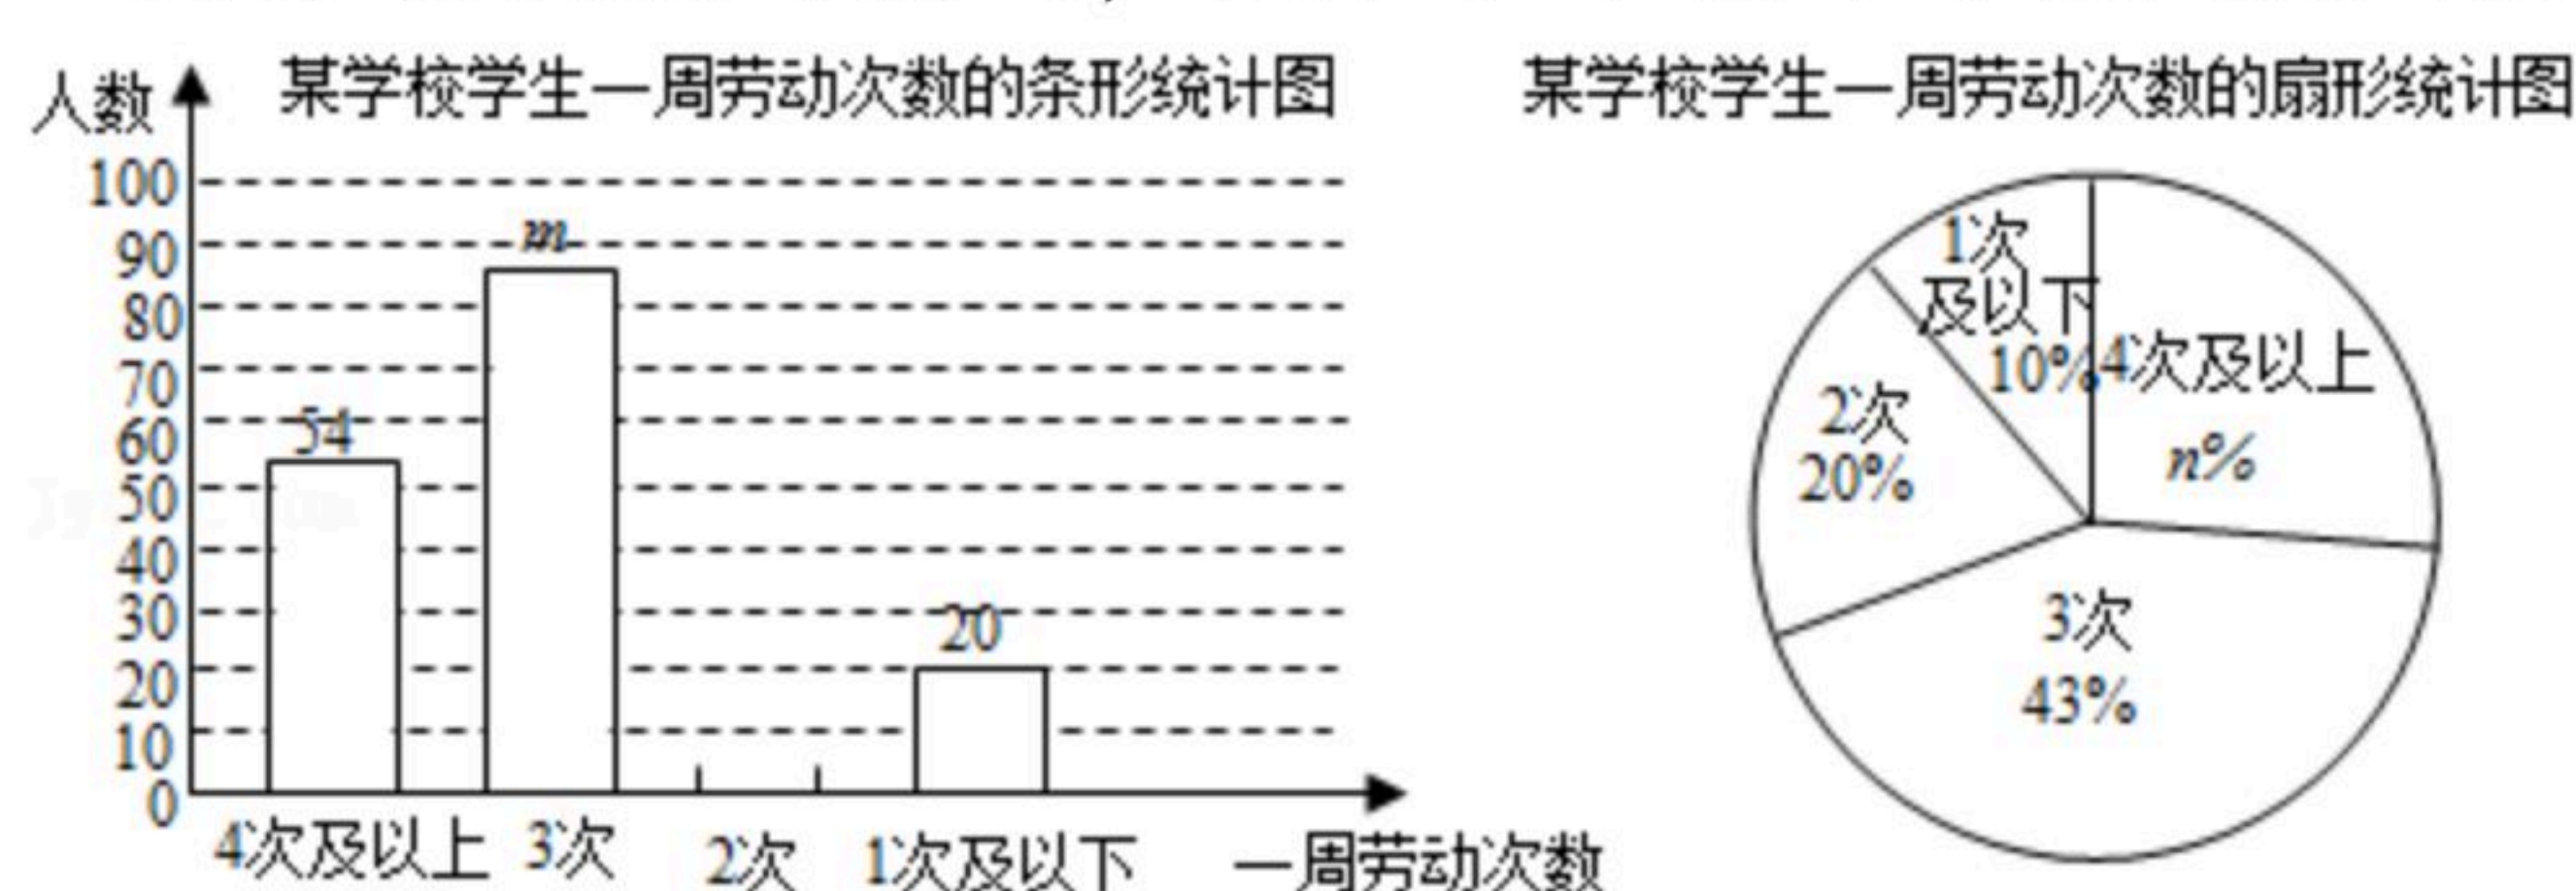 某学校学生一周劳动次数的条形统计图
人数
100
90
80
70
60
50
40
30
20
10
0
54
m
20
4次及以上
3次
2次
1次及以下
一周劳动次数
某学校学生一周劳动次数的扇形统计图
1次
及以下
10%
4次及以上
n%
2次
20%
3次
43%